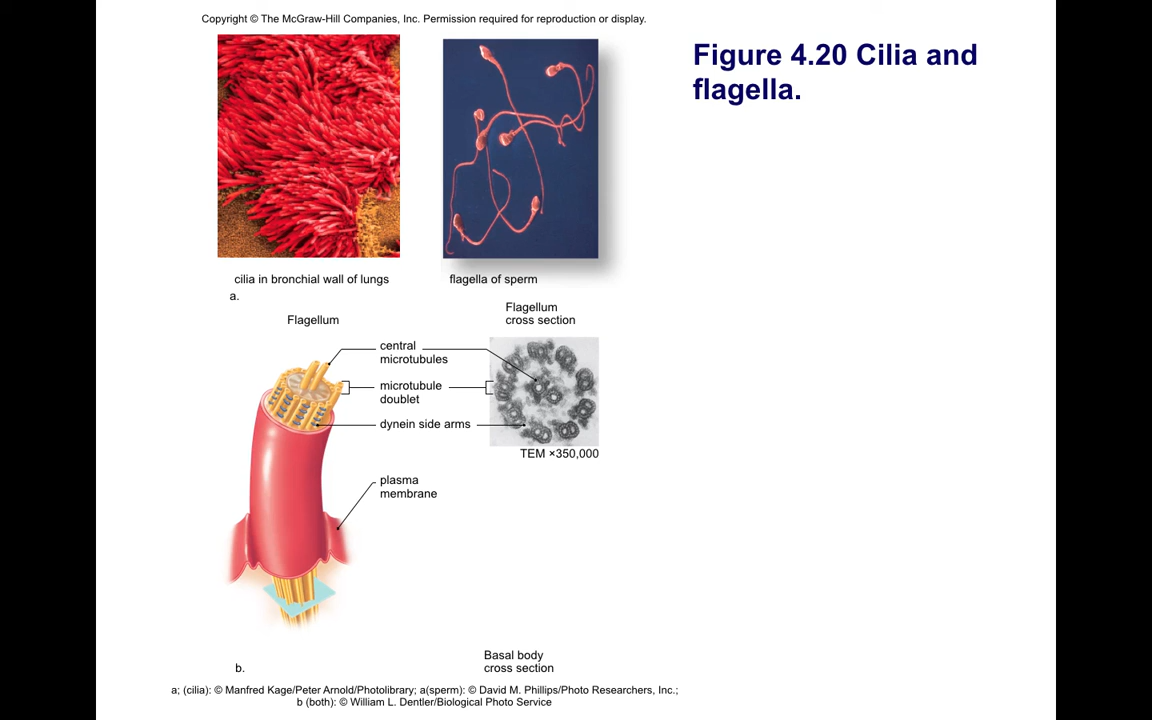 Copyright © The McGraw-Hill Companies, Inc. Permission required for reproduction or display.
Figure 4.20 Cilia and
flagella.
cilia in bronchial wall of lungs
flagella of sperm
a.
Flagellum
Flagellum
cross section
central
microtubules
microtubule
doublet
dynein side arms
TEM ×350,000
plasma
membrane
Basal body
cross section
b.
a; (cilia): © Manfred Kage/Peter Arnold/Photolibrary; a(sperm): © David M. Phillips/Photo Researchers, Inc.;
b (both): © William L. Dentler/Biological Photo Service